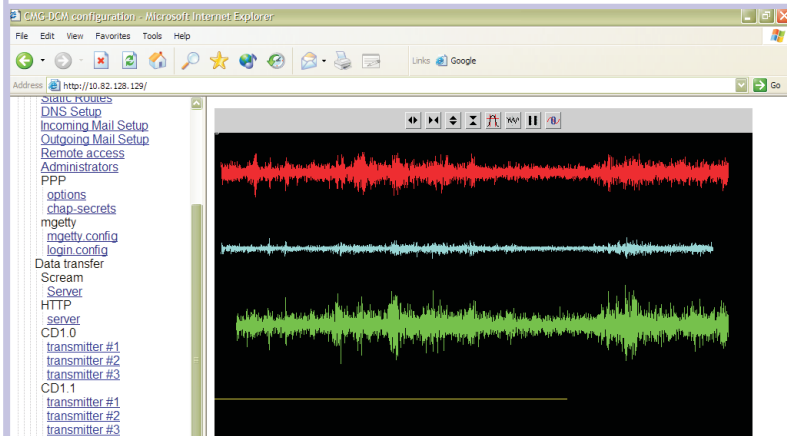 CMG-DCM configuration - Microsoft Internet Explorer
File Edit View Favorites Tools Help
Links Google
Address http://10.82.128.129/ Go
Static Routes
DNS Setup
Incoming Mail Setup
Outgoing Mail Setup
Remote access
Administrators
PPP
options
chap-secrets
mgetty
mgetty.config
login.config
Data transfer
Scream
Server
HTTP
server
CD1.0
transmitter #1
transmitter #2
transmitter #3
CD1.1
transmitter #1
transmitter #2
transmitter #3